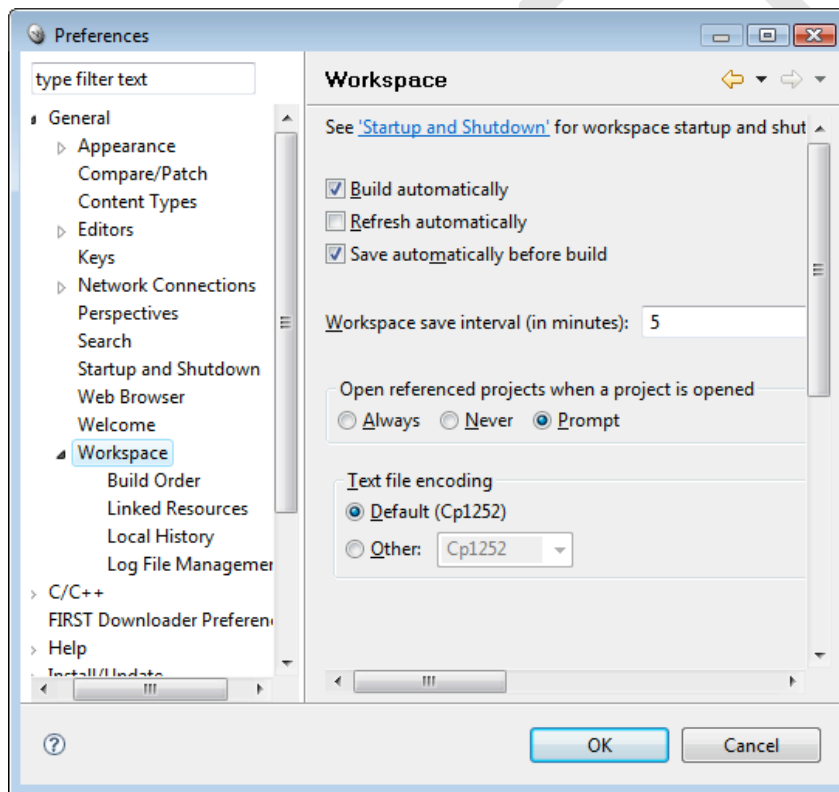 Preferences
type filter text
General
Appearance
Compare/Patch
Content Types
Editors
Keys
Network Connections
Perspectives
Search
Startup and Shutdown
Web Browser
Welcome
Workspace
Build Order
Linked Resources
Local History
Log File Managemer
C/C++
FIRST Downloader Preferen
Help
Install/Update
Workspace
See 'Startup and Shutdown' for workspace startup and shut
Build automatically
Refresh automatically
Save automatically before build
Workspace save interval (in minutes): 5
Open referenced projects when a project is opened
Always Never Prompt
Text file encoding
Default (Cp1252)
Other: Cp1252
OK Cancel